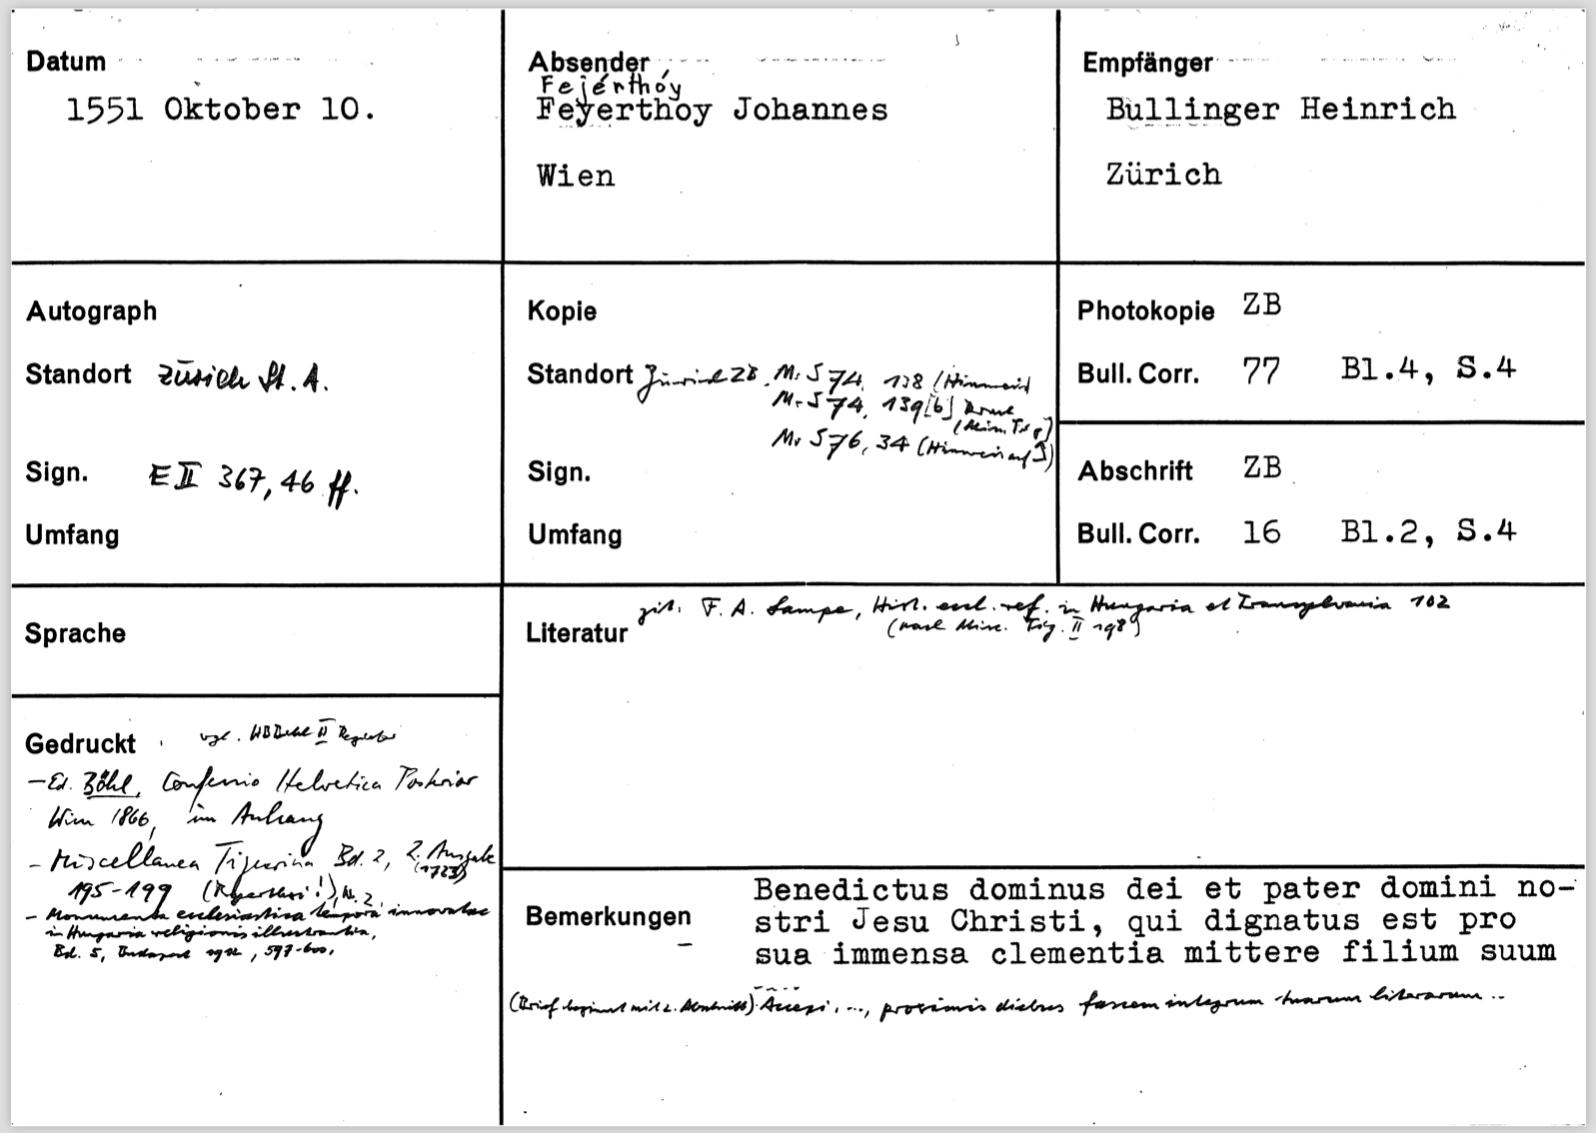 Datum
1551 Oktober 10.
Absender
Fejérthóy
Feyerthoy Johannes
Wien
Empfänger
Bullinger Heinrich
Zürich
Autograph
Standort Zürich St. A.
Sign. E II 367, 46 ff.
Umfang
Kopie
Standort Zürich ZB. Ms S 74, 138 (Hinweis)
Ms S 74, 139[b] Druck
(Misc. Tig.)
Ms S 76, 34 (Hinweis auf J)
Sign.
Umfang
Photokopie ZB
Bull. Corr. 77 Bl.4, S.4
Abschrift ZB
Bull. Corr. 16 Bl.2, S.4
Sprache
Literatur zit. F. A. Lampe, Hist. eccl. ref. in Hungaria et Transylvania 102
(nach Misc. Tig. II 198)
Gedruckt vgl. HBBibl II Register
- Ed. Böhl, Confessio Helvetica Posterior
Wien 1866, im Anhang
- Miscellanea Tigurina Bd. 2, 2. Ausgabe
(1723)
195-199 Nr. 2
- Monumenta ecclesiastica tempora innovatae
in Hungaria religionis illustrantia,
Bd. 5, Budapest 1912, 597-600.
Bemerkungen
Benedictus dominus dei et pater domini no-
stri Jesu Christi, qui dignatus est pro
sua immensa clementia mittere filium suum
(Brief beginnt mit 2. Abschnitt) Accepi ..., proximis diebus fascem integrum tuarum literarum ..